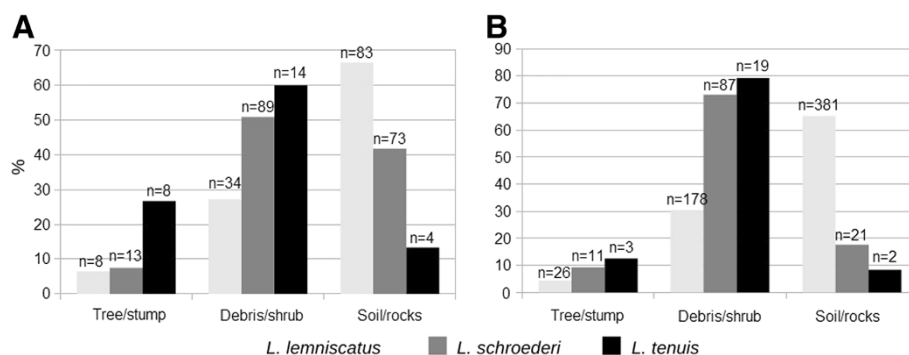 A
%
70
60
50
40
30
20
10
0
n=8
n=13
n=8
n=34
n=89
n=14
n=83
n=73
n=4
Tree/stump
Debris/shrub
Soil/rocks
B
90
80
70
60
50
40
30
20
10
0
n=26
n=11
n=3
n=178
n=87
n=19
n=381
n=21
n=2
Tree/stump
Debris/shrub
Soil/rocks
L. lemniscatus
L. schroederi
L. tenuis